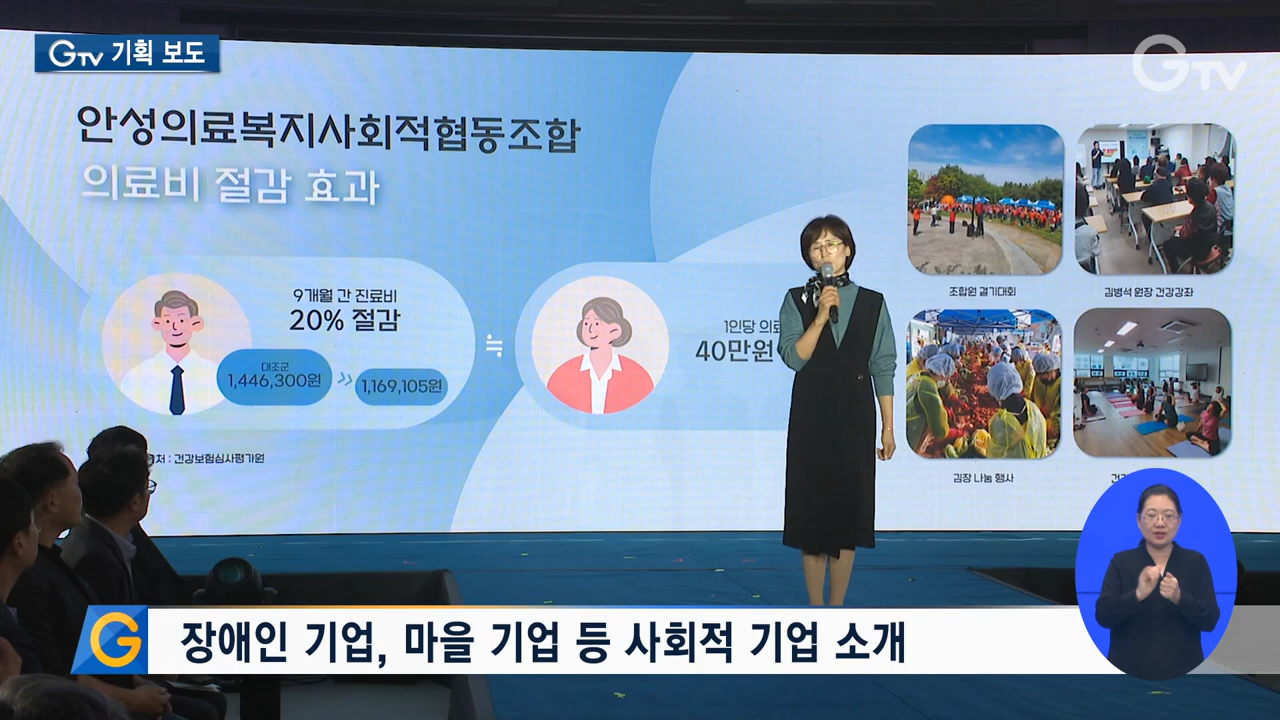 GTV 기획 보도
GTV
안성의료복지사회적협동조합
의료비 절감 효과
9개월 간 진료비
20% 절감
대조군
1,446,300원
1,169,105원
≒
1인당 의료
40만원
조합원 걷기대회
김병석 원장 건강강좌
김장 나눔 행사
: 건강보험심사평가원
G
장애인 기업, 마을 기업 등 사회적 기업 소개